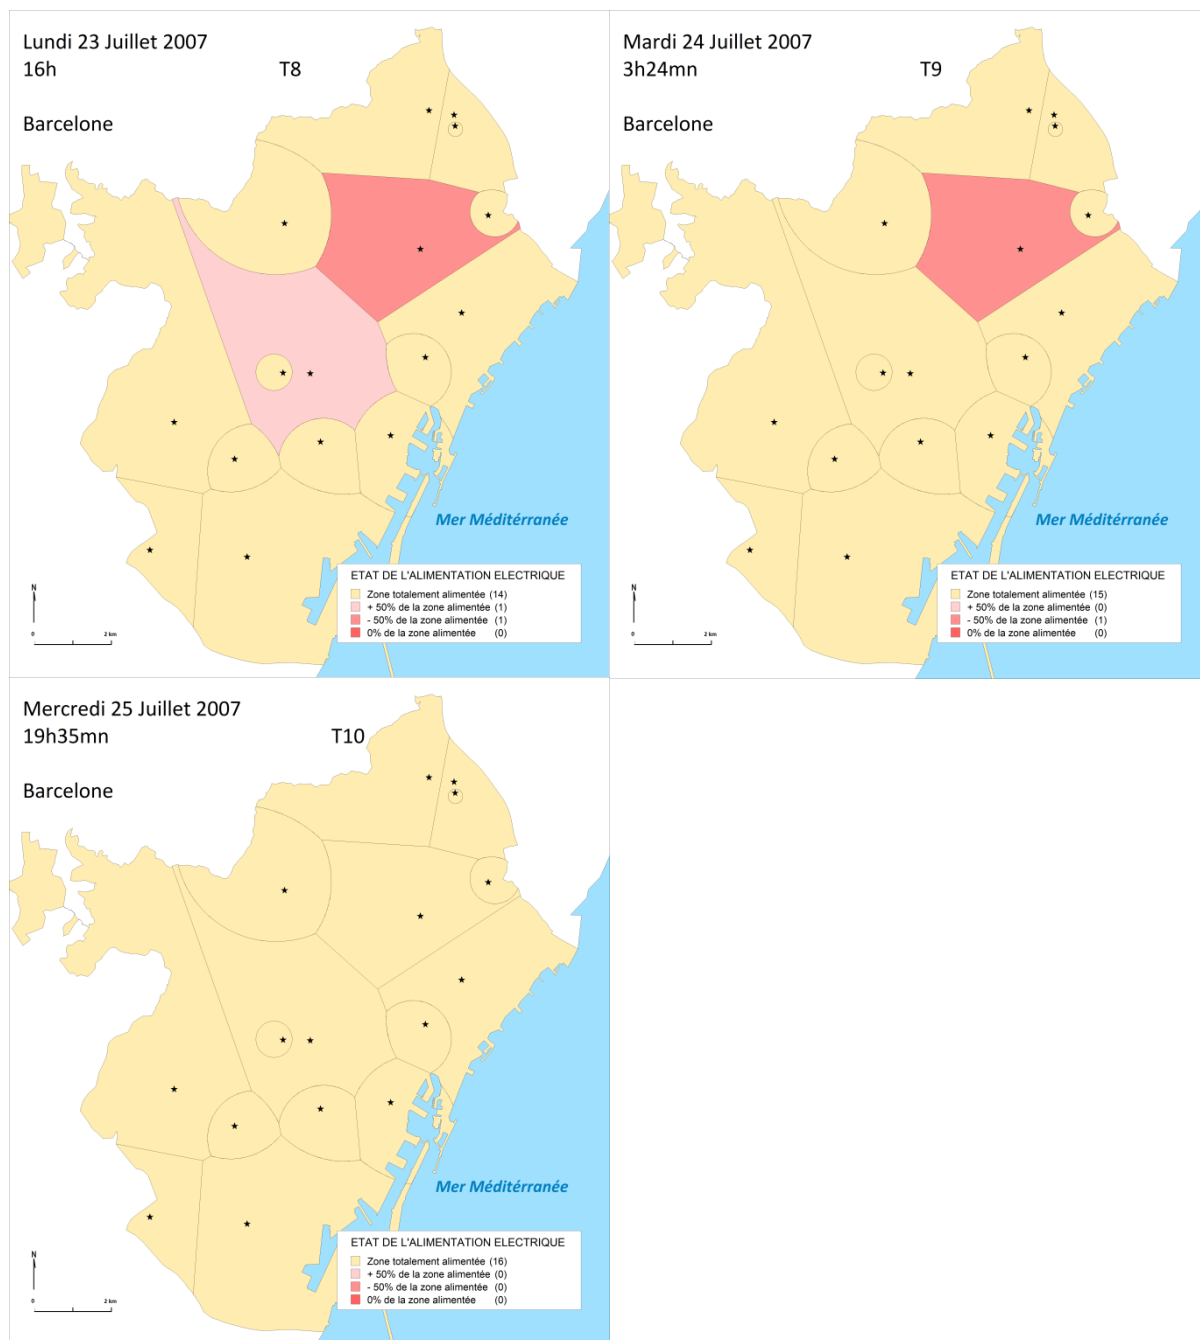 Lundi 23 Juillet 2007
16h
T8
Barcelone
Mer Méditérranée
N
0
2 km
ETAT DE L'ALIMENTATION ELECTRIQUE
Zone totalement alimentée (14)
+ 50% de la zone alimentée (1)
- 50% de la zone alimentée (1)
0% de la zone alimentée (0)
Mardi 24 Juillet 2007
3h24mn
T9
Barcelone
Mer Méditérranée
N
0
2 km
ETAT DE L'ALIMENTATION ELECTRIQUE
Zone totalement alimentée (15)
+ 50% de la zone alimentée (0)
- 50% de la zone alimentée (1)
0% de la zone alimentée (0)
Mercredi 25 Juillet 2007
19h35mn
T10
Barcelone
Mer Méditérranée
N
0
2 km
ETAT DE L'ALIMENTATION ELECTRIQUE
Zone totalement alimentée (16)
+ 50% de la zone alimentée (0)
- 50% de la zone alimentée (0)
0% de la zone alimentée (0)